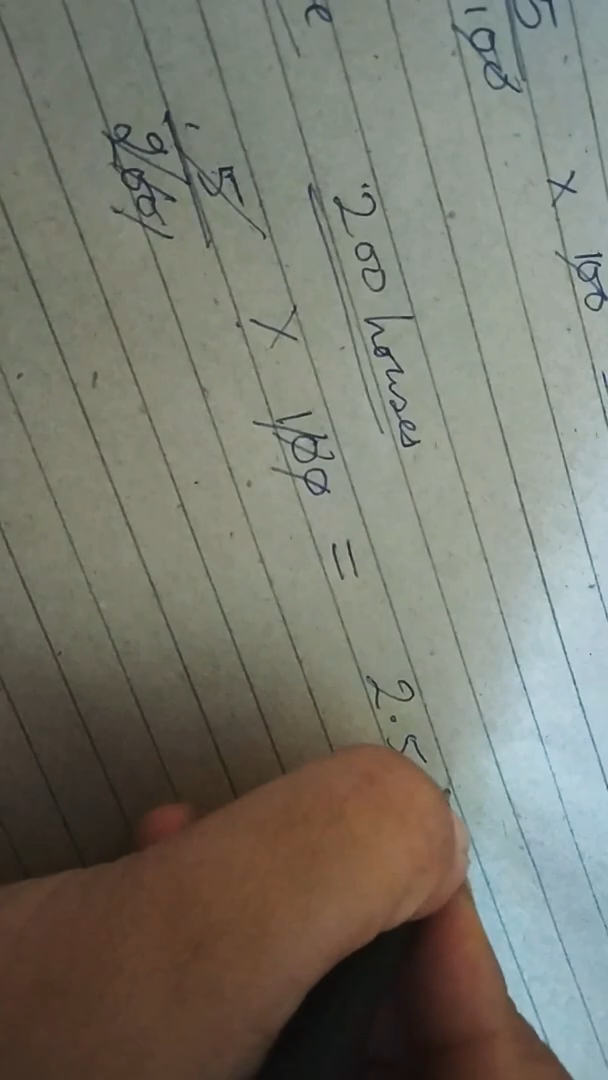 5
100 × 100 =
e
200 houses
5
200 × 100 = 2.5